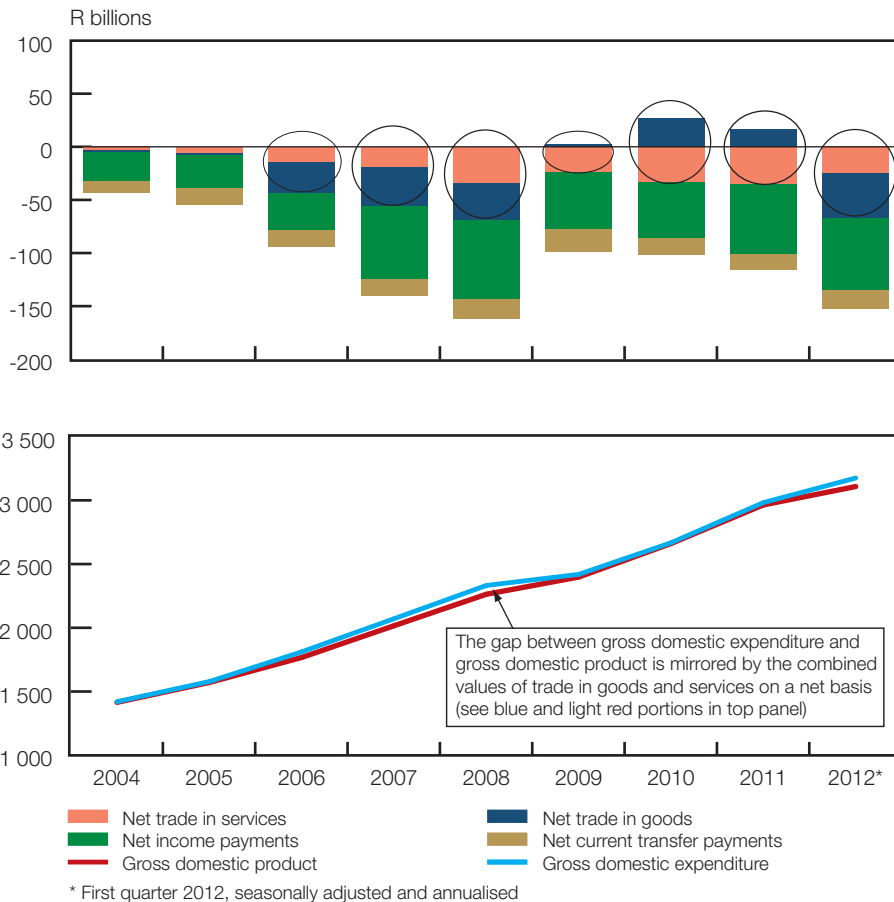 R billions
100
50
0
-50
-100
-150
-200
3 500
3 000
2 500
2 000
1 500
1 000
The gap between gross domestic expenditure and
gross domestic product is mirrored by the combined
values of trade in goods and services on a net basis
(see blue and light red portions in top panel)
2004 2005 2006 2007 2008 2009 2010 2011 2012*
Net trade in services Net trade in goods
Net income payments Net current transfer payments
Gross domestic product Gross domestic expenditure
* First quarter 2012, seasonally adjusted and annualised